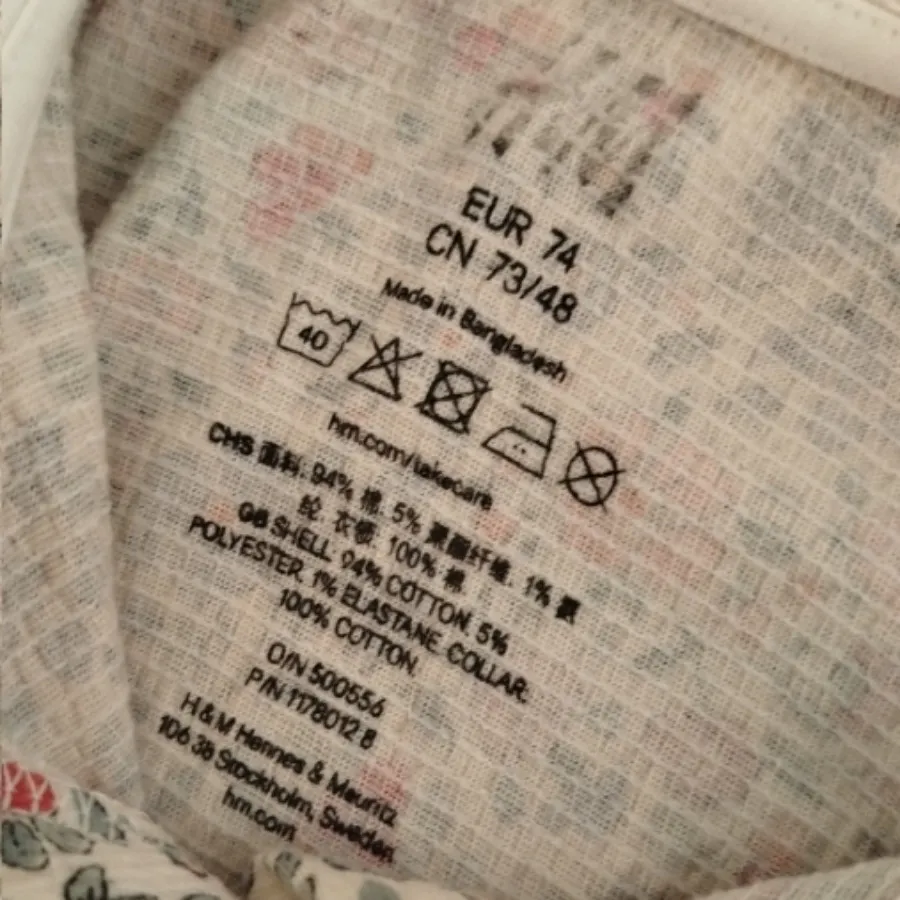 EUR 74
CN 73/48
Made in Bangladesh
40
hm.com/takecare
CHS 面料. 94% 棉. 5% 聚酯纤维. 1% 氨
纶. 衣领. 100% 棉
GB SHELL. 94% COTTON. 5%
POLYESTER. 1% ELASTANE. COLLAR.
100% COTTON.
O/N 500556
P/N 1178012 8
H & M Hennes & Mauritz
106 38 Stockholm, Sweden
hm.com